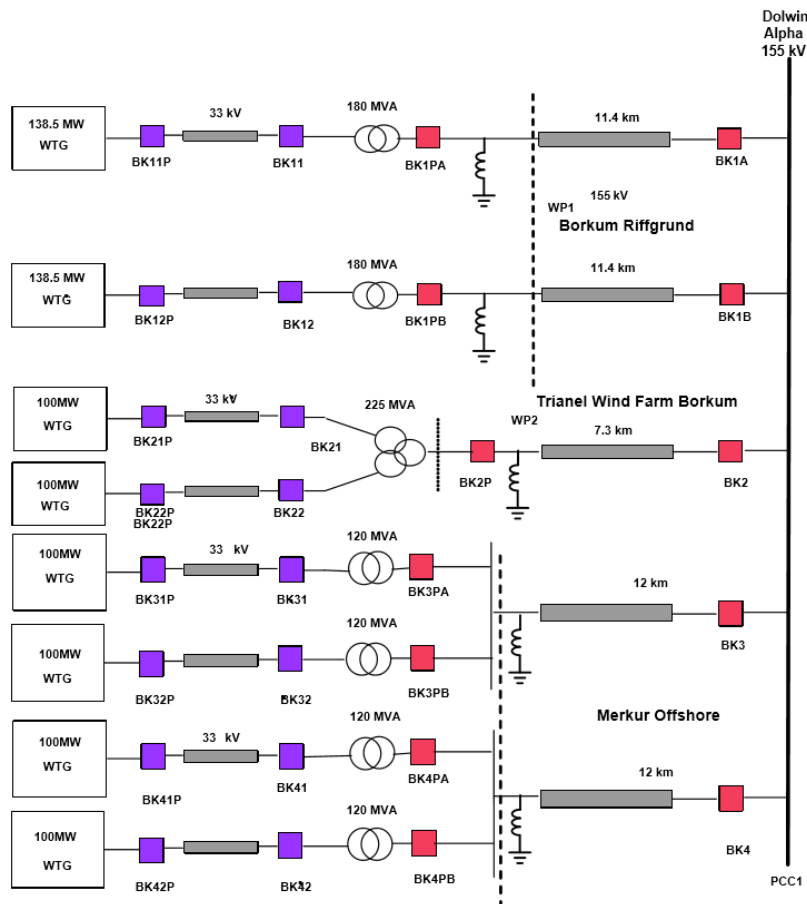 Dolwin
Alpha
155 kV
138.5 MW
WTG
33 kV
180 MVA
11.4 km
BK11P
BK11
BK1PA
BK1A
WP1
155 kV
Borkum Riffgrund
138.5 MW
WTG
180 MVA
11.4 km
BK12P
BK12
BK1PB
BK1B
100MW
WTG
33 kV
225 MVA
Trianel Wind Farm Borkum
WP2
7.3 km
BK21P
BK21
BK2P
BK2
100MW
WTG
BK22P
BK22P
BK22
100MW
WTG
33 kV
120 MVA
BK31P
BK31
BK3PA
12 km
BK3
100MW
WTG
120 MVA
BK32P
BK32
BK3PB
Merkur Offshore
100MW
WTG
33 kV
120 MVA
BK41P
BK41
BK4PA
12 km
BK4
100MW
WTG
120 MVA
BK42P
BK42
BK4PB
PCC1